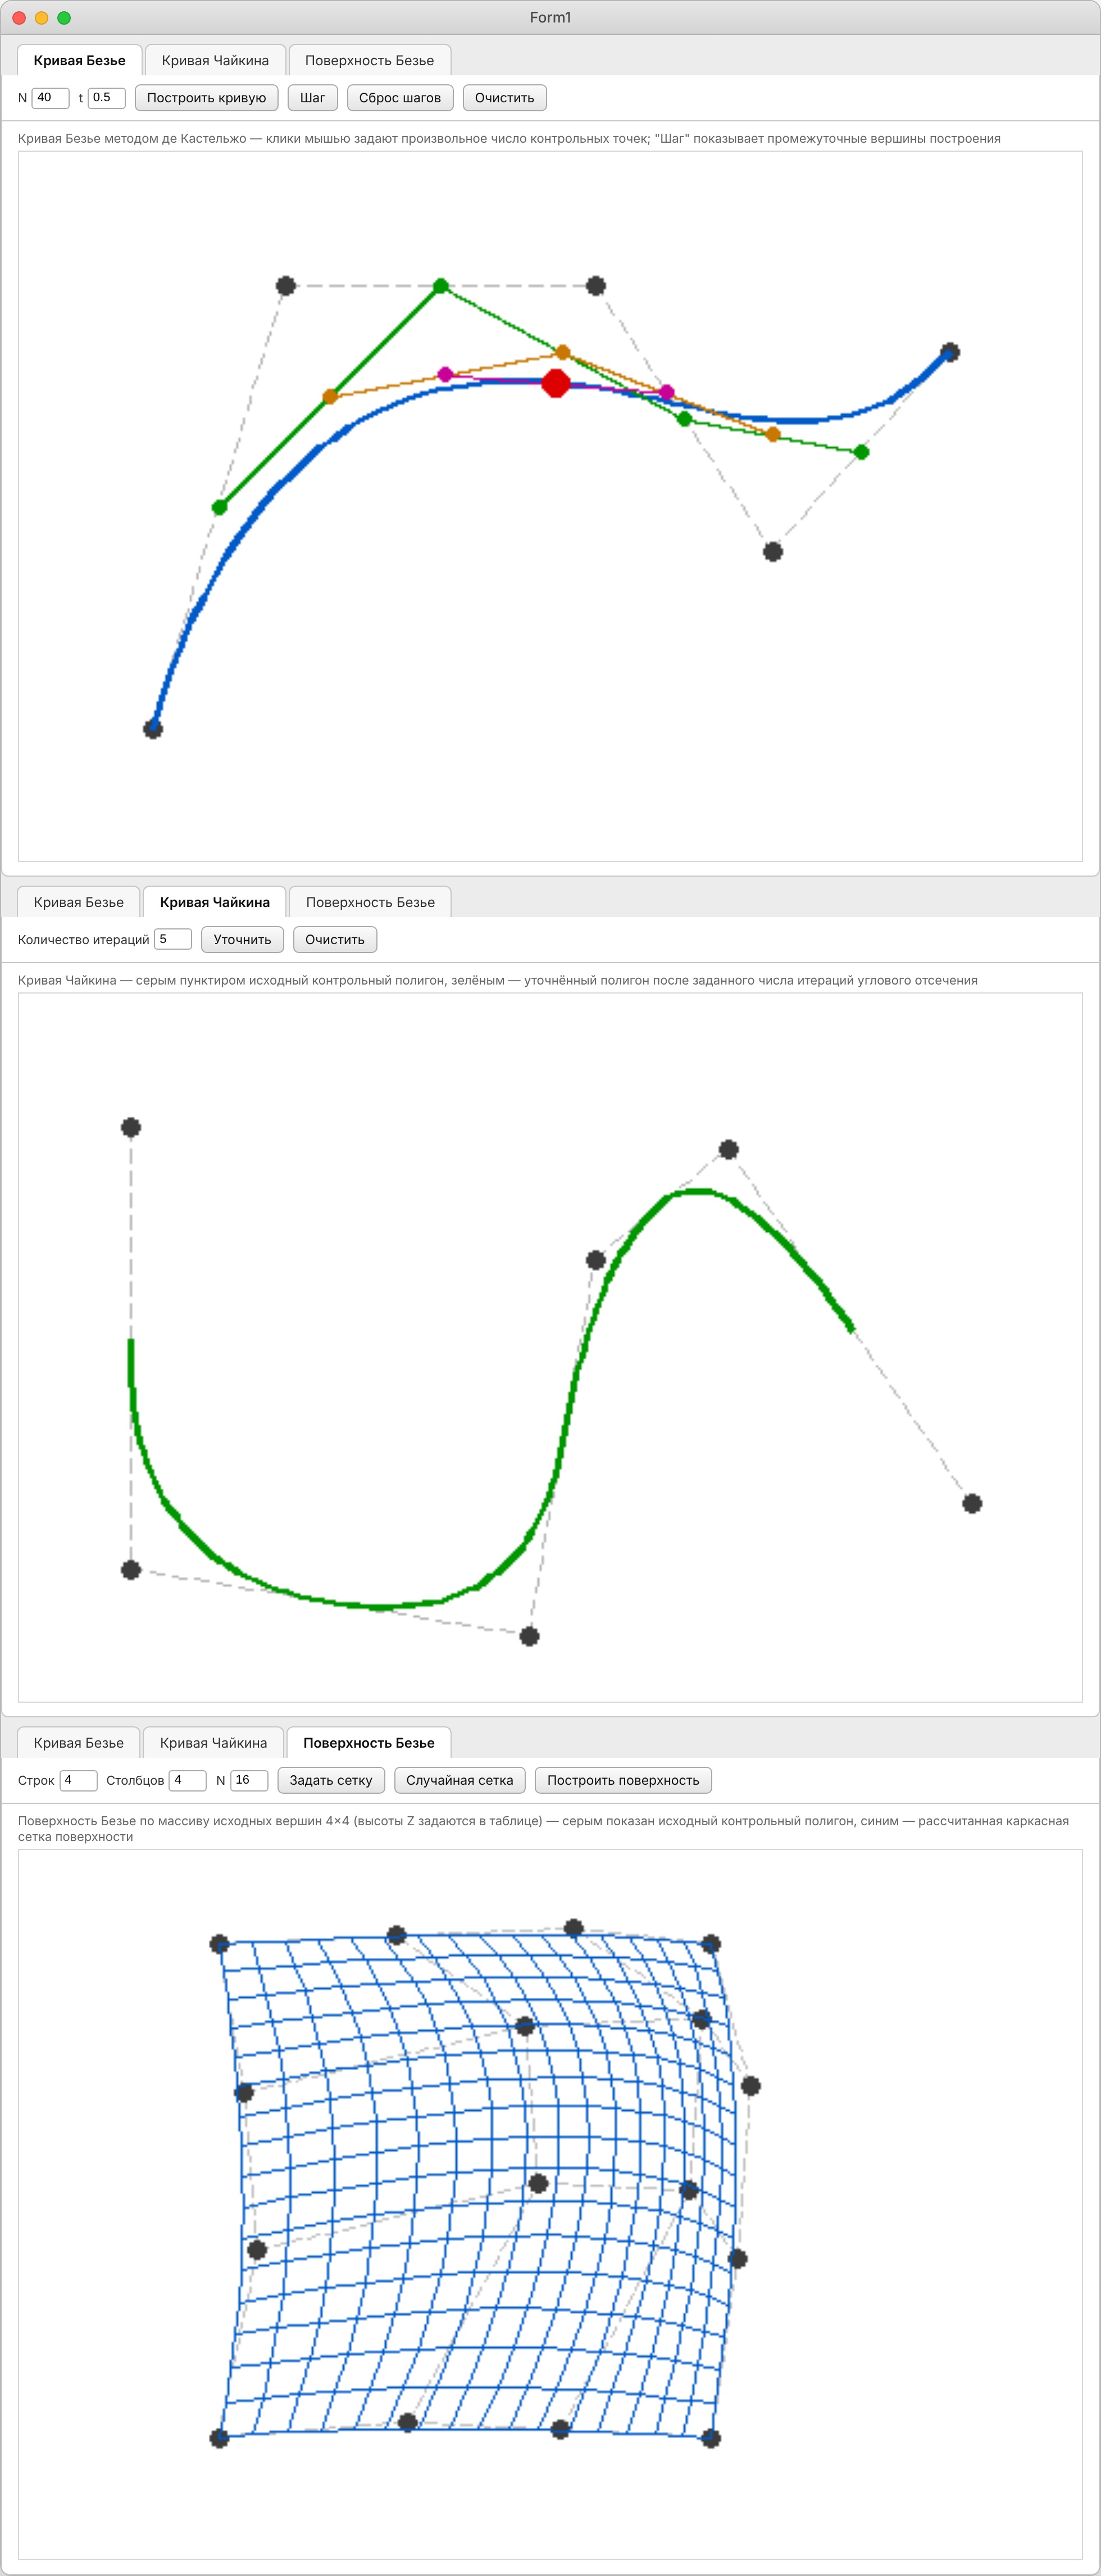 Form1
Кривая Безье Кривая Чайкина Поверхность Безье
N 40 t 0.5 Построить кривую Шаг Сброс шагов Очистить
Кривая Безье методом де Кастельжо — клики мышью задают произвольное число контрольных точек; "Шаг" показывает промежуточные вершины построения
Кривая Безье Кривая Чайкина Поверхность Безье
Количество итераций 5 Уточнить Очистить
Кривая Чайкина — серым пунктиром исходный контрольный полигон, зелёным — уточнённый полигон после заданного числа итераций углового отсечения
Кривая Безье Кривая Чайкина Поверхность Безье
Строк 4 Столбцов 4 N 16 Задать сетку Случайная сетка Построить поверхность
Поверхность Безье по массиву исходных вершин 4×4 (высоты Z задаются в таблице) — серым показан исходный контрольный полигон, синим — рассчитанная каркасная
сетка поверхности